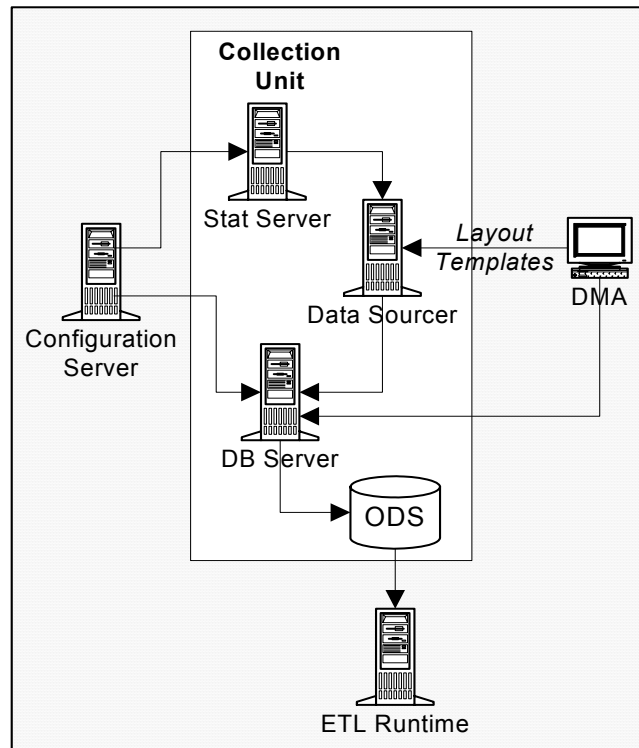 Collection
Unit
Stat Server
Layout
Templates
DMA
Data Sourcer
Configuration
Server
DB Server
ODS
ETL Runtime